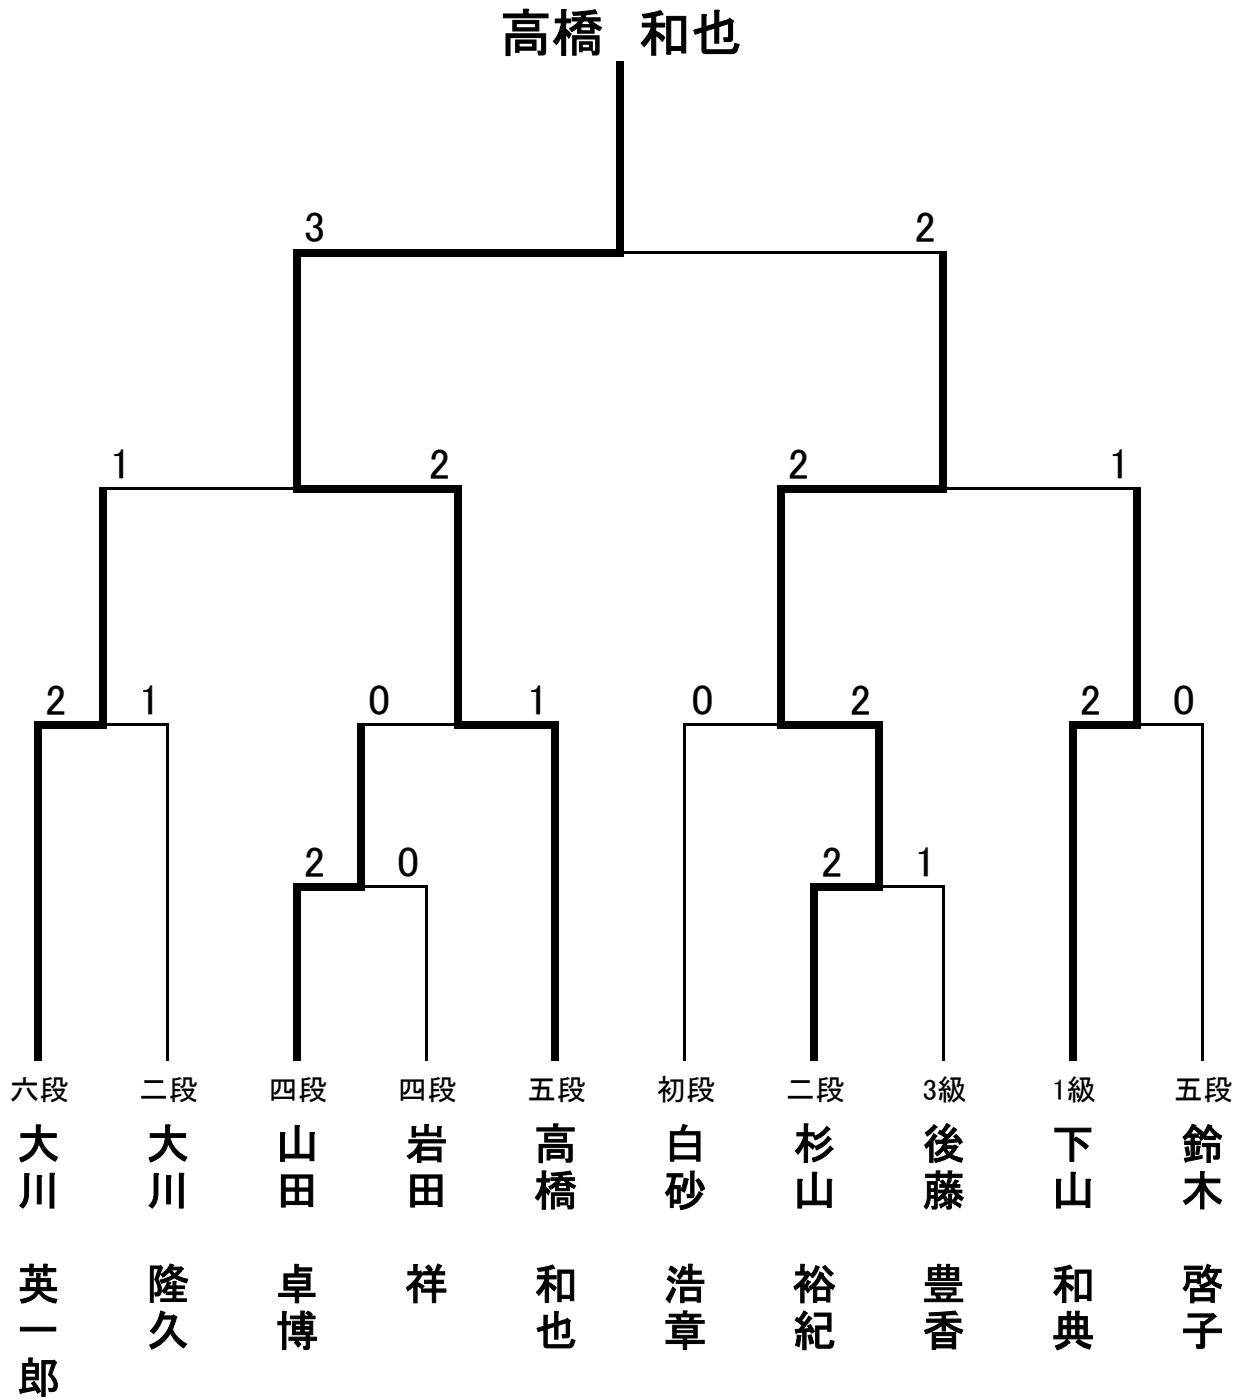 高橋　和也
3 2
1 2 2 1
2 1 0 1 0 2 2 0
2 0 2 1
六段 二段 四段 四段 五段 初段 二段 3級 1級 五段
大川　英一郎
大川　隆久
山田　卓博
岩田　祥
高橋　和也
白砂　浩章
杉山　裕紀
後藤　豊香
下山　和典
鈴木　啓子